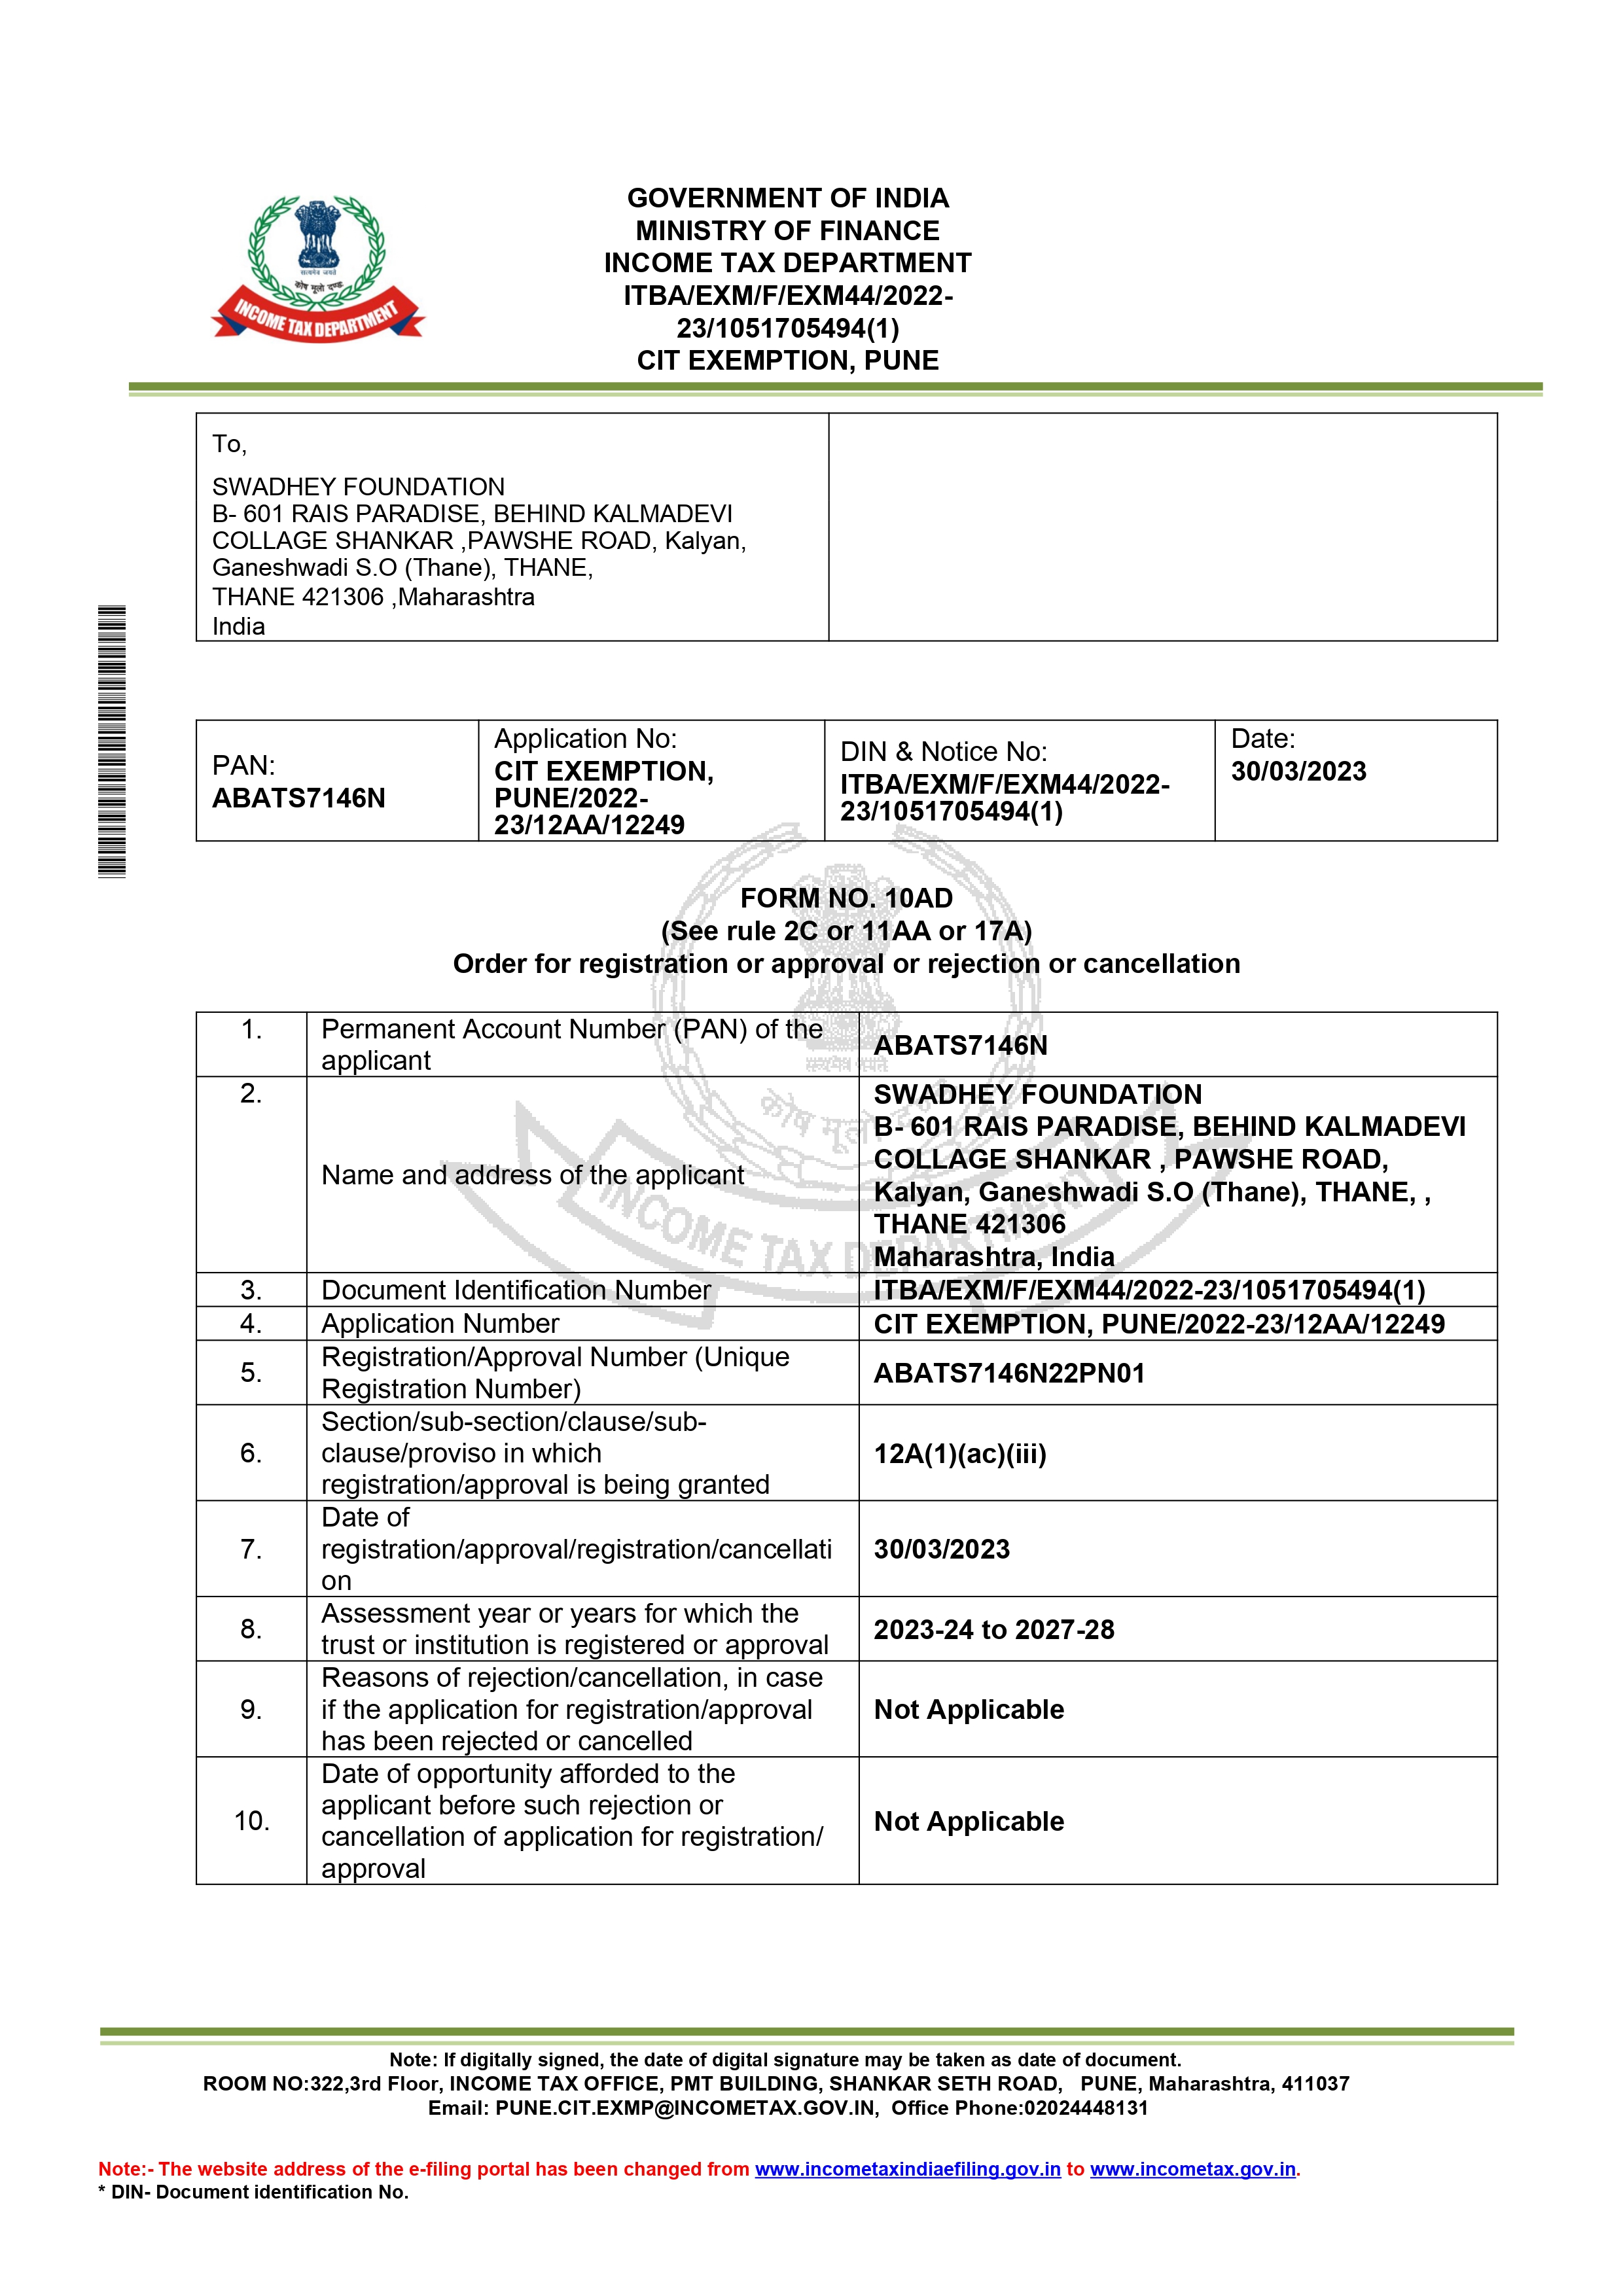 GOVERNMENT OF INDIA
MINISTRY OF FINANCE
INCOME TAX DEPARTMENT
ITBA/EXM/F/EXM44/2022-
23/1051705494(1)
CIT EXEMPTION, PUNE
सत्यमेव जयते
कोष मूलो दण्डः
INCOME TAX DEPARTMENT
To,
SWADHEY FOUNDATION
B- 601 RAIS PARADISE, BEHIND KALMADEVI
COLLAGE SHANKAR ,PAWSHE ROAD, Kalyan,
Ganeshwadi S.O (Thane), THANE,
THANE 421306 ,Maharashtra
India
PAN:
ABATS7146N
Application No:
CIT EXEMPTION,
PUNE/2022-
23/12AA/12249
DIN & Notice No:
ITBA/EXM/F/EXM44/2022-
23/1051705494(1)
Date:
30/03/2023
FORM NO. 10AD
(See rule 2C or 11AA or 17A)
Order for registration or approval or rejection or cancellation
1.
Permanent Account Number (PAN) of the
applicant
ABATS7146N
2.
Name and address of the applicant
SWADHEY FOUNDATION
B- 601 RAIS PARADISE, BEHIND KALMADEVI
COLLAGE SHANKAR , PAWSHE ROAD,
Kalyan, Ganeshwadi S.O (Thane), THANE, ,
THANE 421306
Maharashtra, India
3.
Document Identification Number
ITBA/EXM/F/EXM44/2022-23/1051705494(1)
4.
Application Number
CIT EXEMPTION, PUNE/2022-23/12AA/12249
5.
Registration/Approval Number (Unique
Registration Number)
ABATS7146N22PN01
6.
Section/sub-section/clause/sub-
clause/proviso in which
registration/approval is being granted
12A(1)(ac)(iii)
7.
Date of
registration/approval/registration/cancellati
on
30/03/2023
8.
Assessment year or years for which the
trust or institution is registered or approval
2023-24 to 2027-28
9.
Reasons of rejection/cancellation, in case
if the application for registration/approval
has been rejected or cancelled
Not Applicable
10.
Date of opportunity afforded to the
applicant before such rejection or
cancellation of application for registration/
approval
Not Applicable
सत्यमेव जयते
कोष मूलो
INCOME TAX DEPARTMENT
Note: If digitally signed, the date of digital signature may be taken as date of document.
ROOM NO:322,3rd Floor, INCOME TAX OFFICE, PMT BUILDING, SHANKAR SETH ROAD, PUNE, Maharashtra, 411037
Email: PUNE.CIT.EXMP@INCOMETAX.GOV.IN, Office Phone:02024448131
Note:- The website address of the e-filing portal has been changed from www.incometaxindiaefiling.gov.in to www.incometax.gov.in.
* DIN- Document identification No.